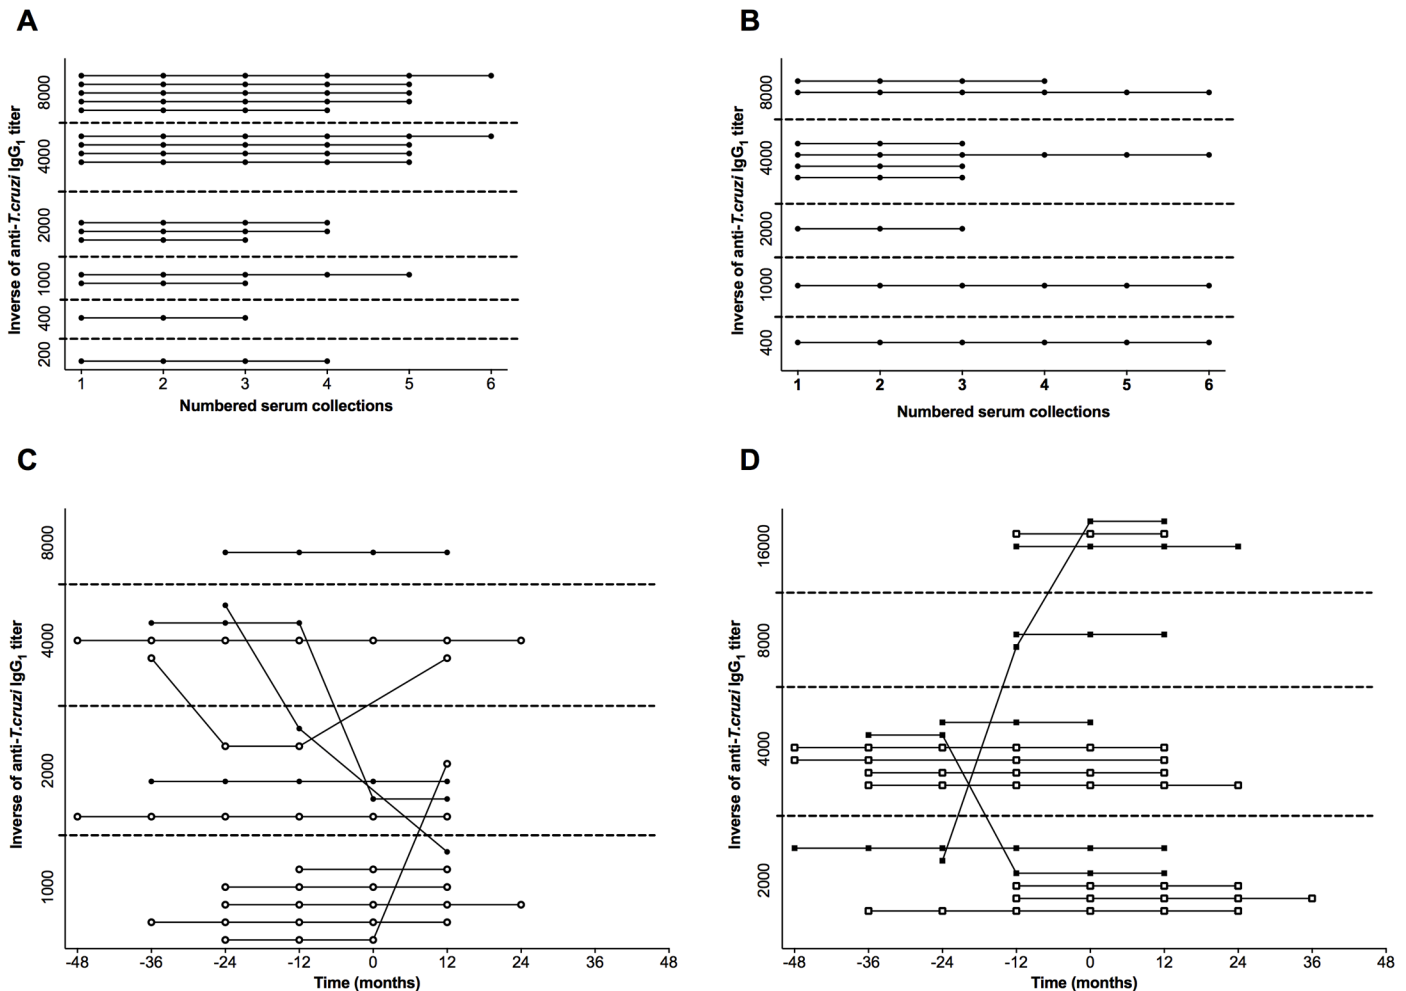 A
Inverse of anti-T.cruzi IgG1 titer
8000
4000
2000
1000
400
200
1 2 3 4 5 6
Numbered serum collections
B
Inverse of anti-T.cruzi IgG1 titer
8000
4000
2000
1000
400
1 2 3 4 5 6
Numbered serum collections
C
Inverse of anti-T.cruzi IgG1 titer
8000
4000
2000
1000
-48 -36 -24 -12 0 12 24 36 48
Time (months)
D
Inverse of anti-T.cruzi IgG1 titer
16000
8000
4000
2000
-48 -36 -24 -12 0 12 24 36 48
Time (months)